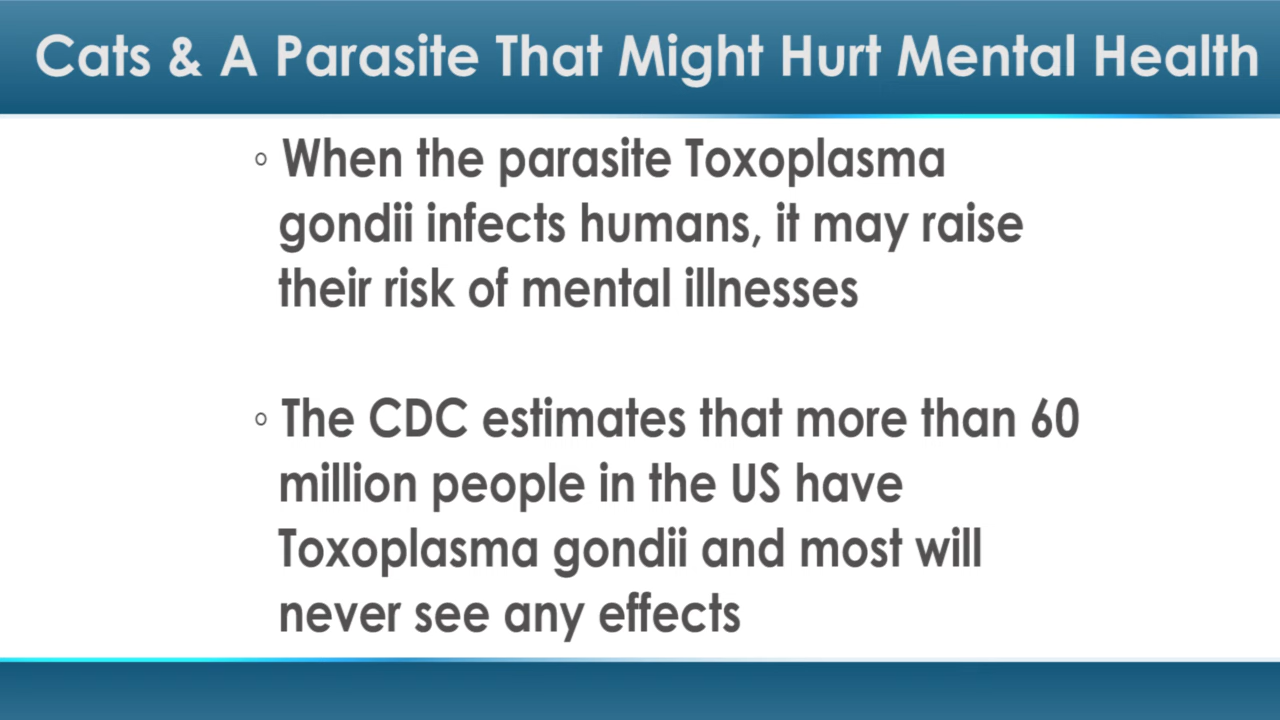 Cats & A Parasite That Might Hurt Mental Health
◦ When the parasite Toxoplasma
gondii infects humans, it may raise
their risk of mental illnesses
◦ The CDC estimates that more than 60
million people in the US have
Toxoplasma gondii and most will
never see any effects